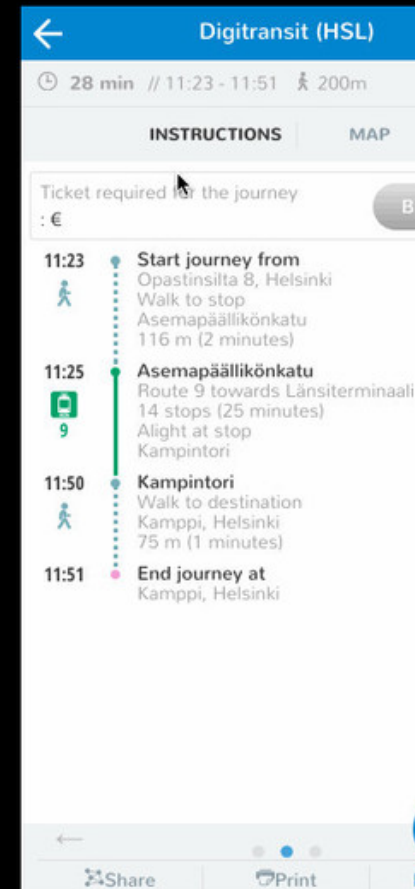 Digitransit (HSL)
28 min // 11:23 - 11:51 200m
INSTRUCTIONS MAP
Ticket required for the journey
: €
B
11:23 Start journey from
Opastinsilta 8, Helsinki
Walk to stop
Asemapäällikönkatu
116 m (2 minutes)
11:25 Asemapäällikönkatu
Route 9 towards Länsiterminaali
14 stops (25 minutes)
9 Alight at stop
Kampintori
11:50 Kampintori
Walk to destination
Kamppi, Helsinki
75 m (1 minutes)
11:51 End journey at
Kamppi, Helsinki
Share Print